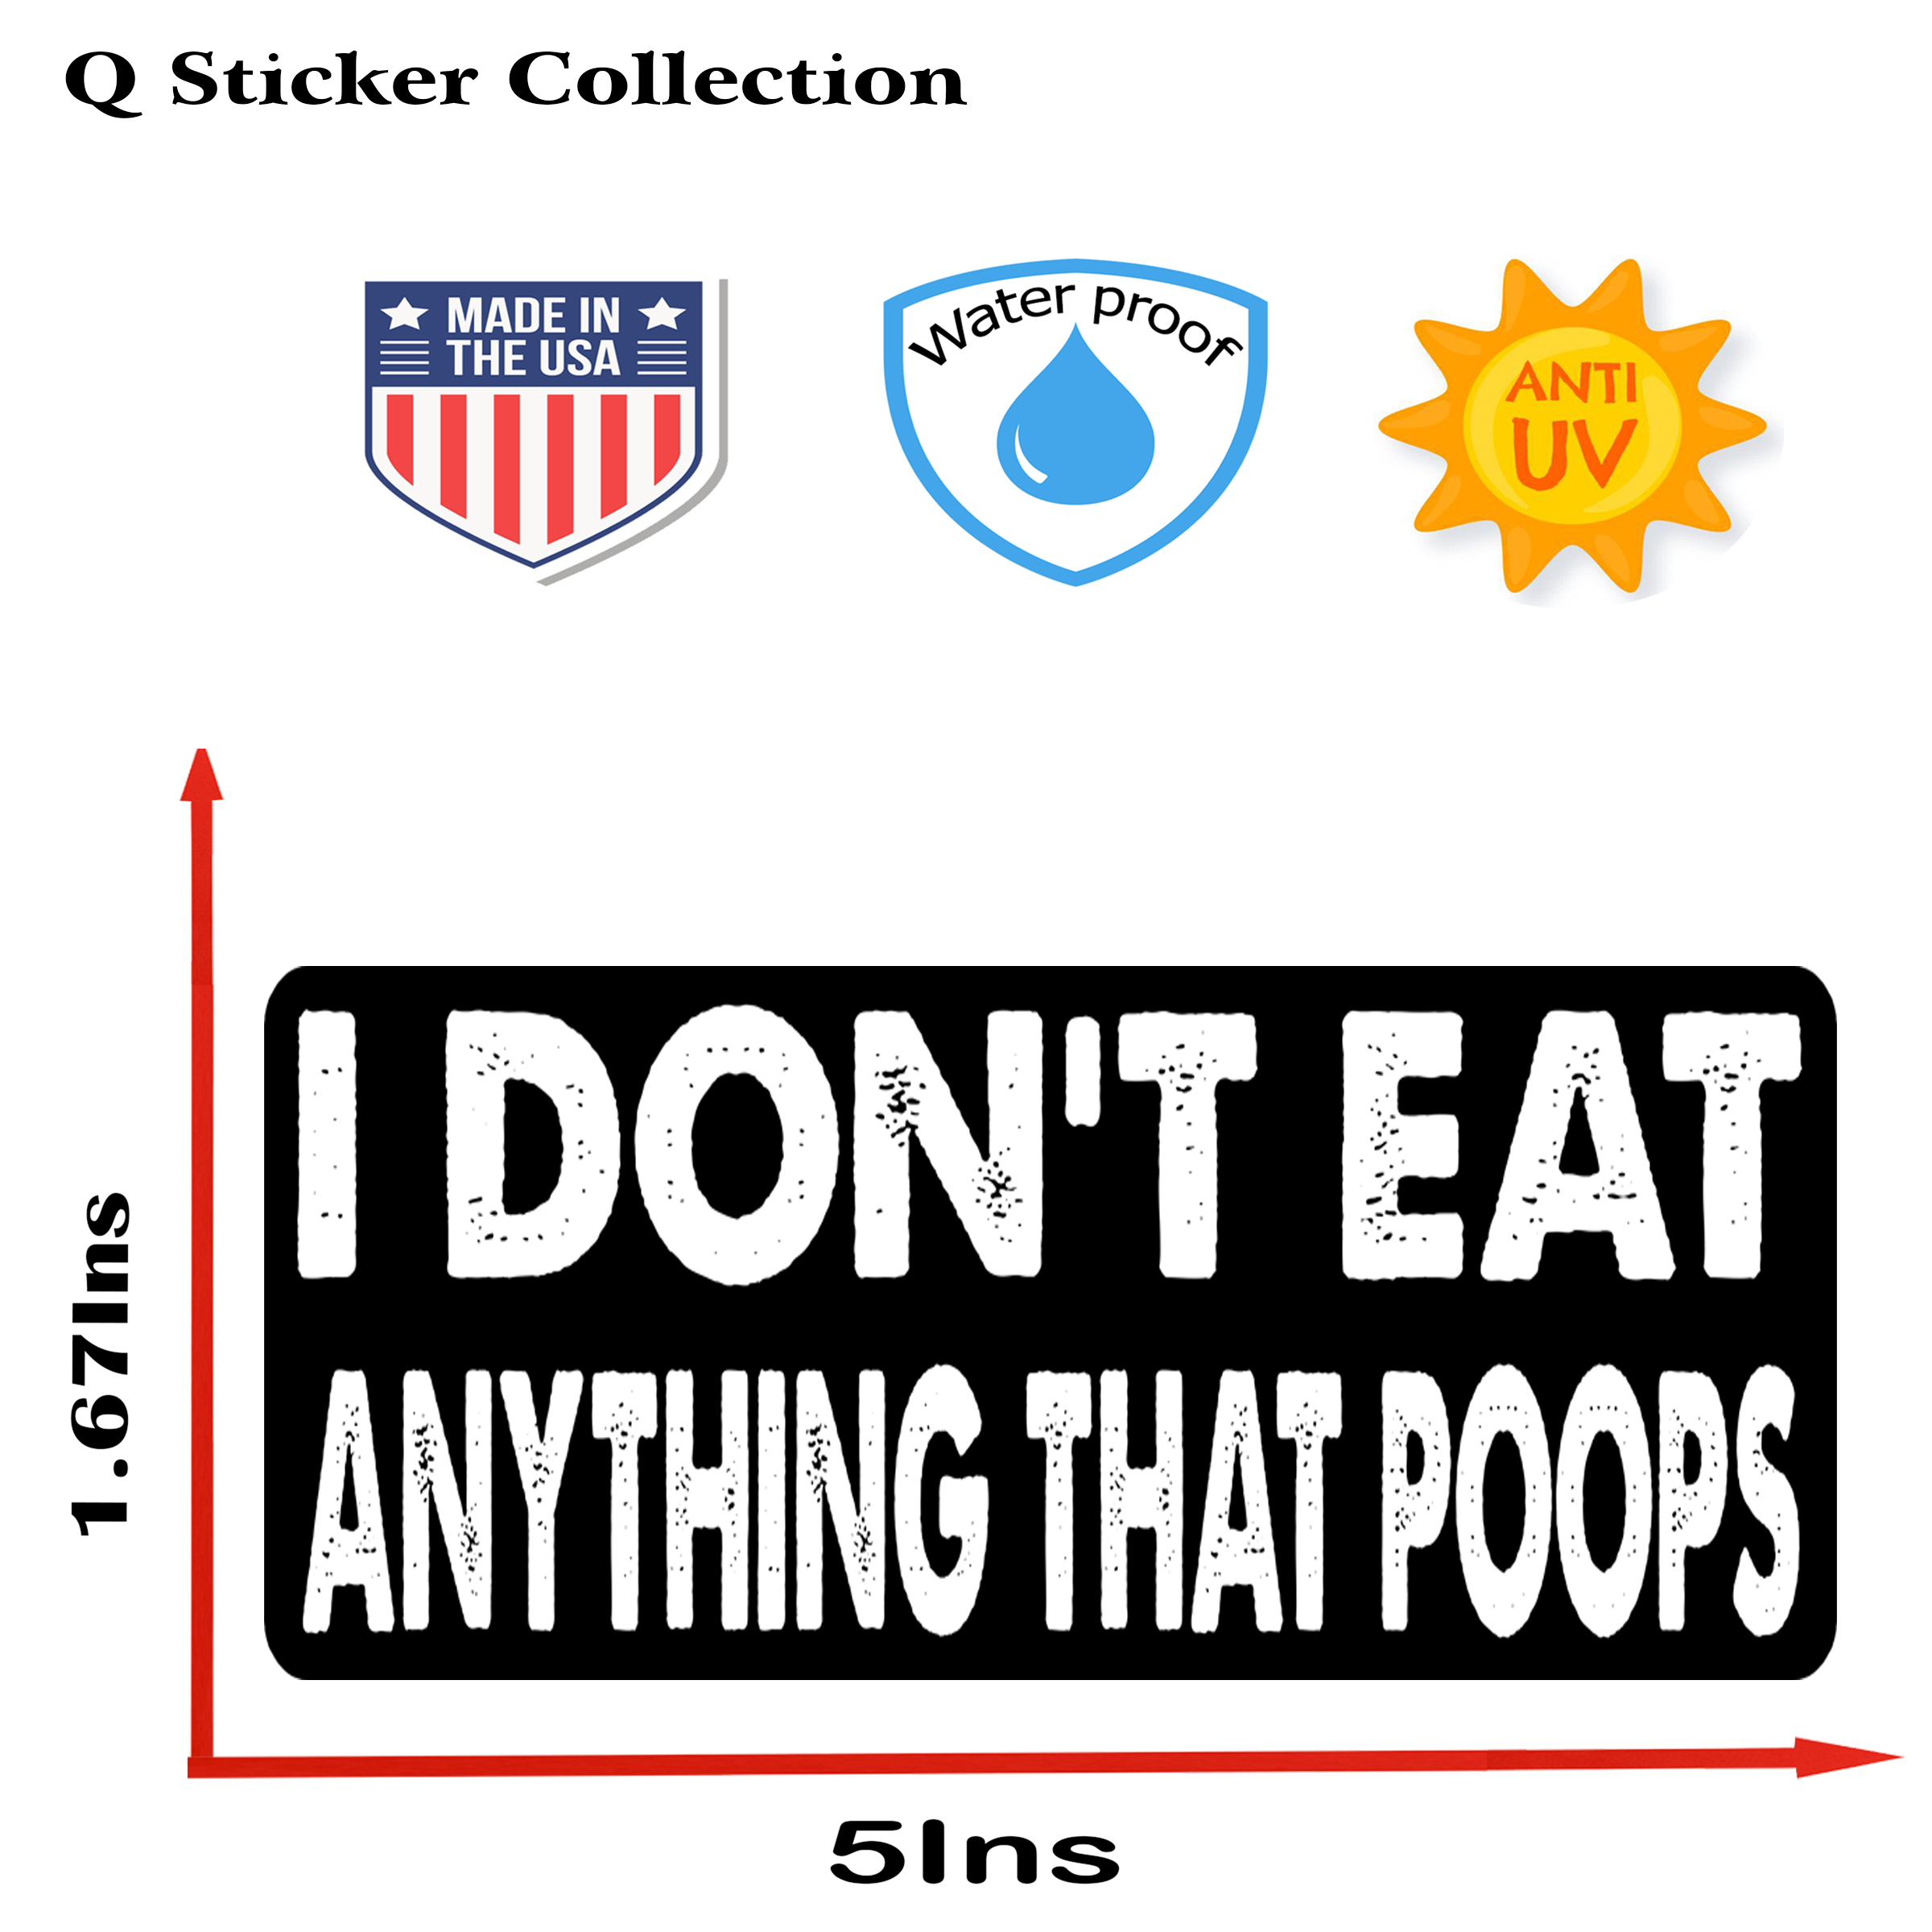 Q Sticker Collection
MADE IN
THE USA
Water proof
ANTI
UV
I DON'T EAT
ANYTHING THAT POOPS
1.67Ins
5Ins